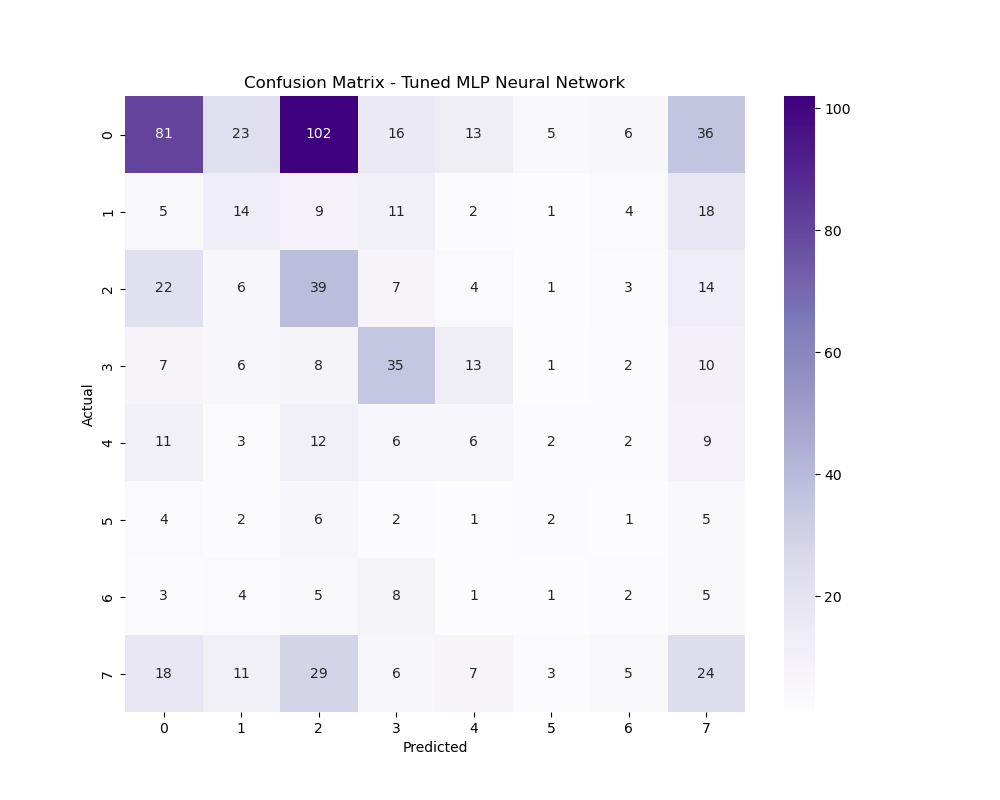 Confusion Matrix - Tuned MLP Neural Network
0 81 23 102 16 13 5 6 36
1 5 14 9 11 2 1 4 18
2 22 6 39 7 4 1 3 14
3 7 6 8 35 13 1 2 10
4 11 3 12 6 6 2 2 9
5 4 2 6 2 1 2 1 5
6 3 4 5 8 1 1 2 5
7 18 11 29 6 7 3 5 24
0 1 2 3 4 5 6 7
Predicted
Actual
100
80
60
40
20